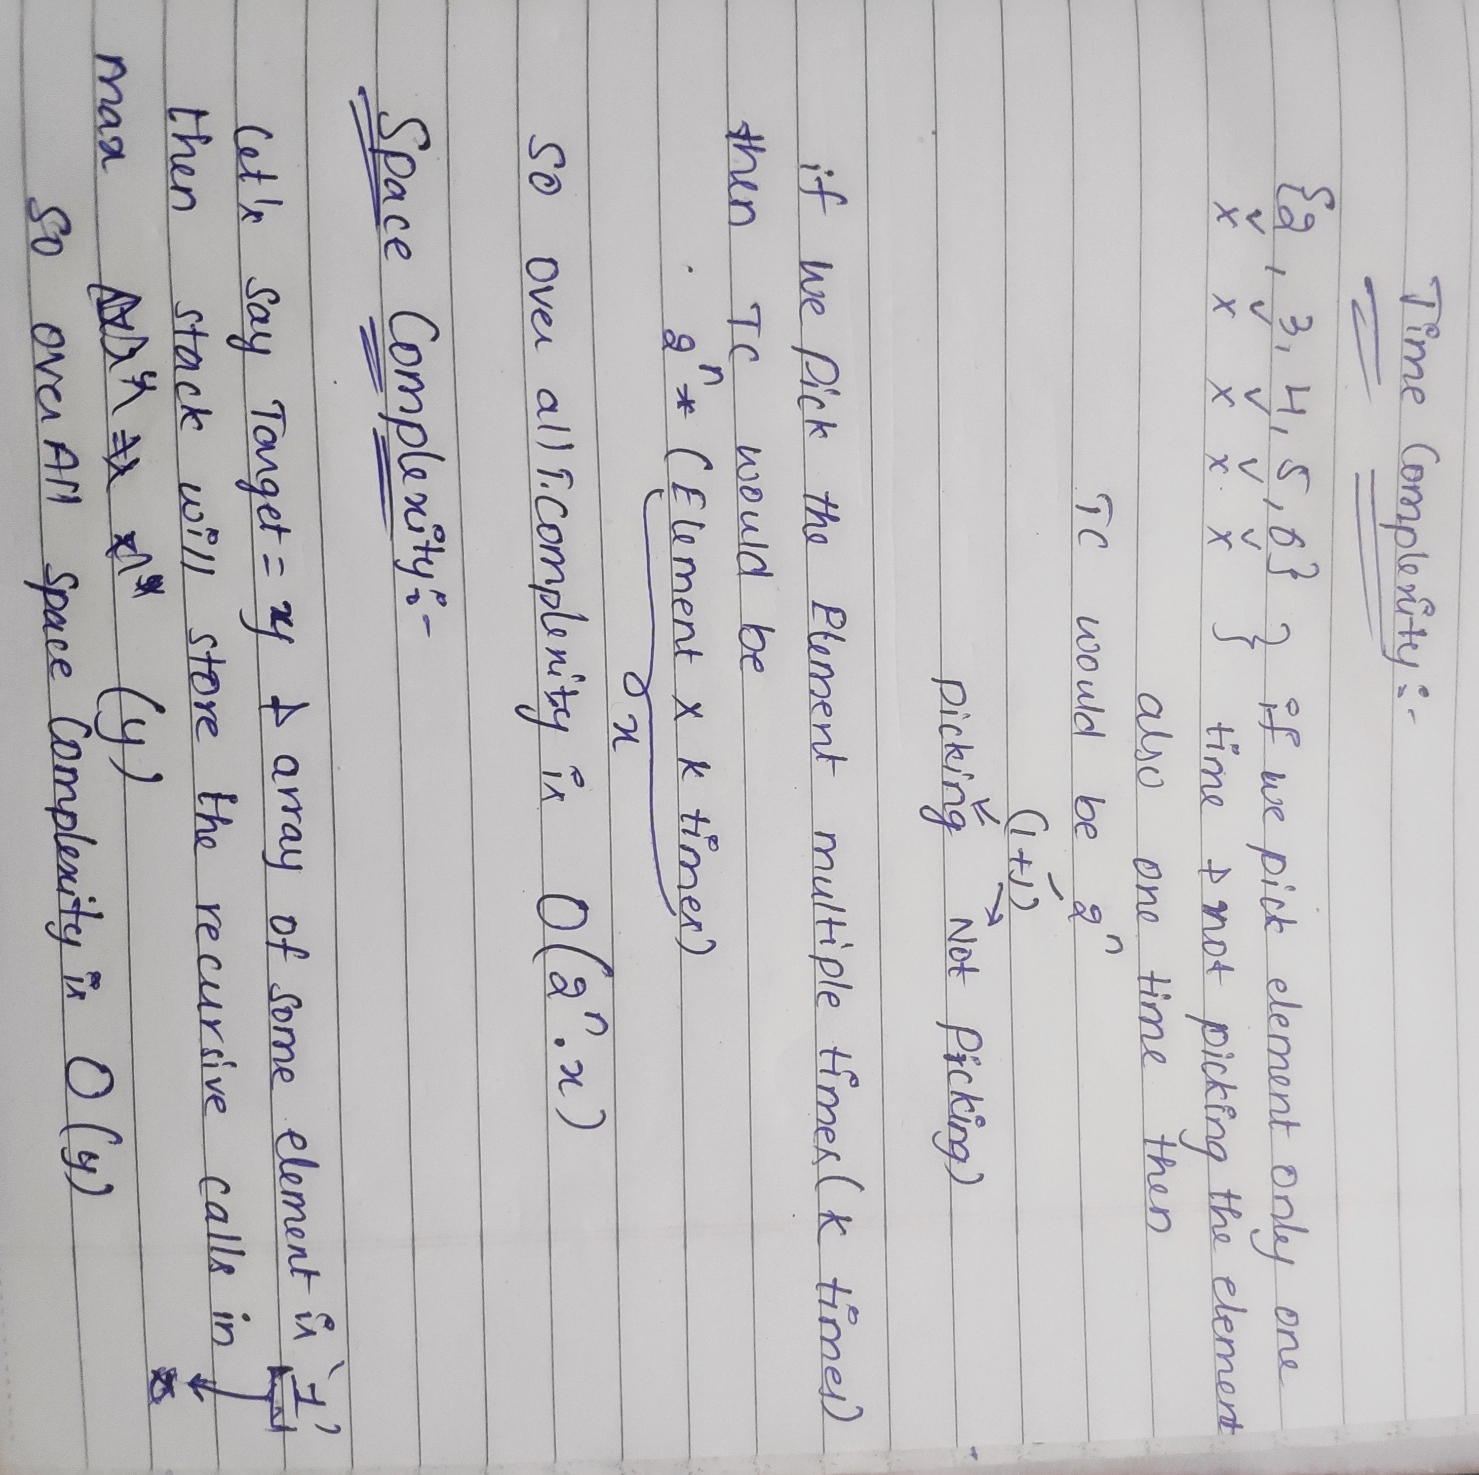 Time Complexity:-
{2, 3, 4, 5, 6} } if we pick element only one
✓ ✓ ✓ ✓ ✓
x x x x x } time & not picking the element
also one time then
TC would be 2^n
(1+1)
picking Not Picking)
if we Pick the Element multiple times (k times)
then TC would be
2^n * (Element x k times)
x
so over all T.Complexity is O(2^n . x)
Space Complexity:-
Let's say Target = y & array of some element is '1'
then stack will store the recursive calls in
max (y)
so over All Space Complexity is O(y)